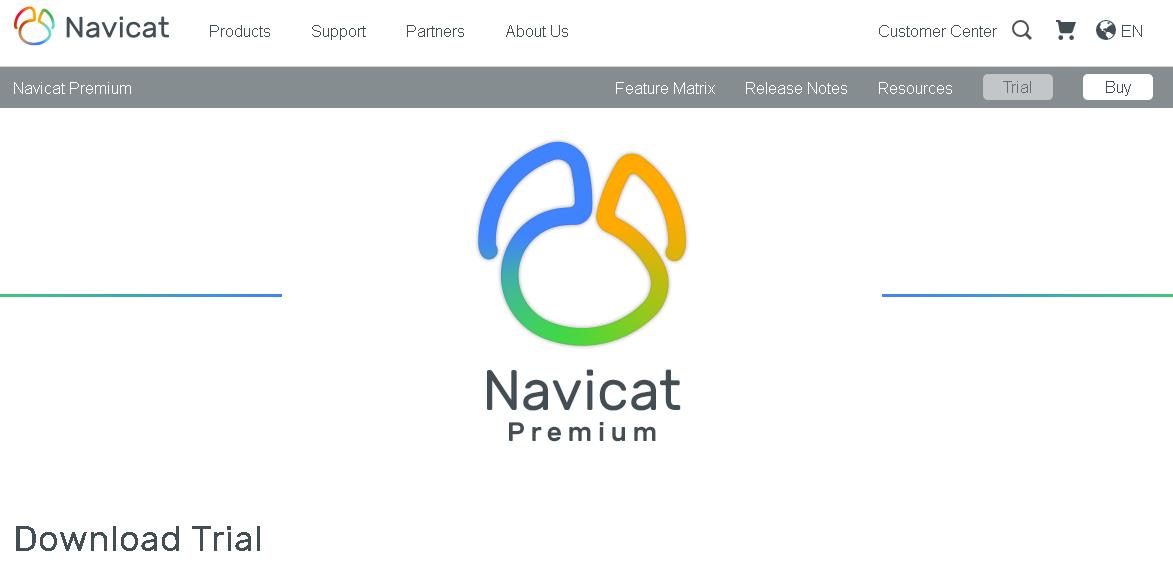 Navicat Products Support Partners About Us Customer Center EN
Navicat Premium Feature Matrix Release Notes Resources Trial Buy
Navicat
Premium
Download Trial